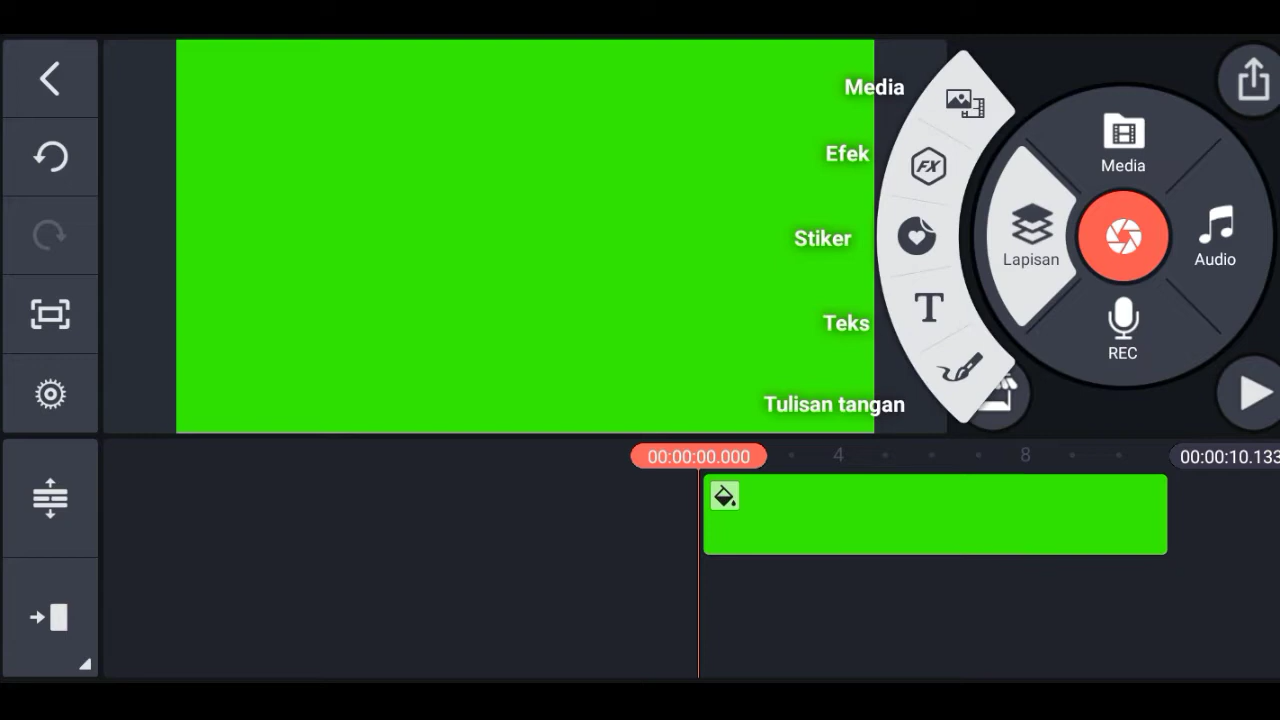 Media
Efek
FX
Stiker
Teks
T
Tulisan tangan
Media
Lapisan
Audio
REC
00:00:00.000
4
8
00:00:10.133